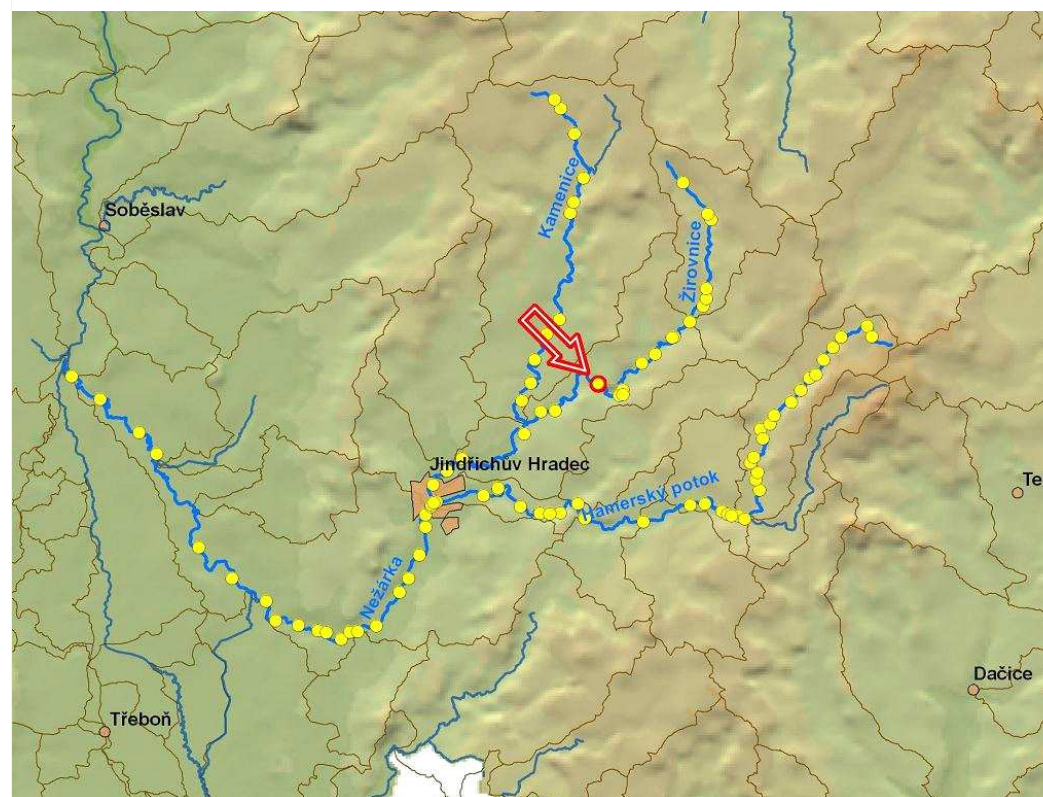 Kamenice
Soběslav
Žirovnice
Jindřichův Hradec
Te
Hamerský potok
Nežárka
Dačice
Třeboň